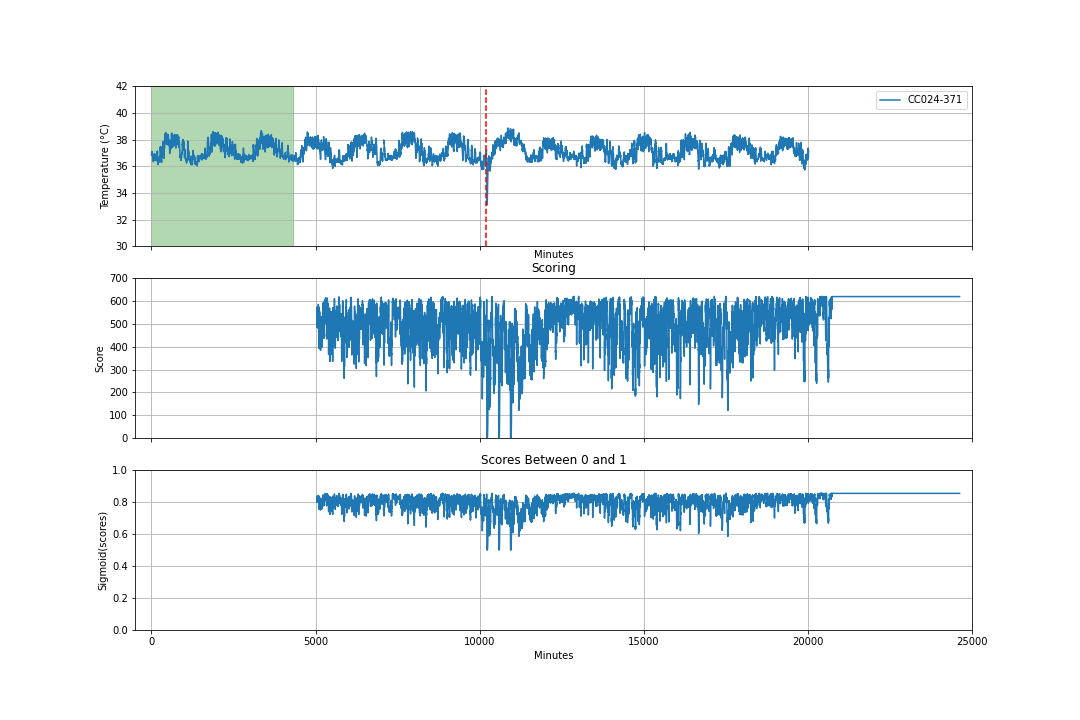 42
40
38
36
34
32
30
Temperature (°C)
CC024-371
Minutes
Scoring
700
600
500
400
300
200
100
0
Score
Scores Between 0 and 1
1.0
0.8
0.6
0.4
0.2
0.0
Sigmoid(scores)
0 5000 10000 15000 20000 25000
Minutes